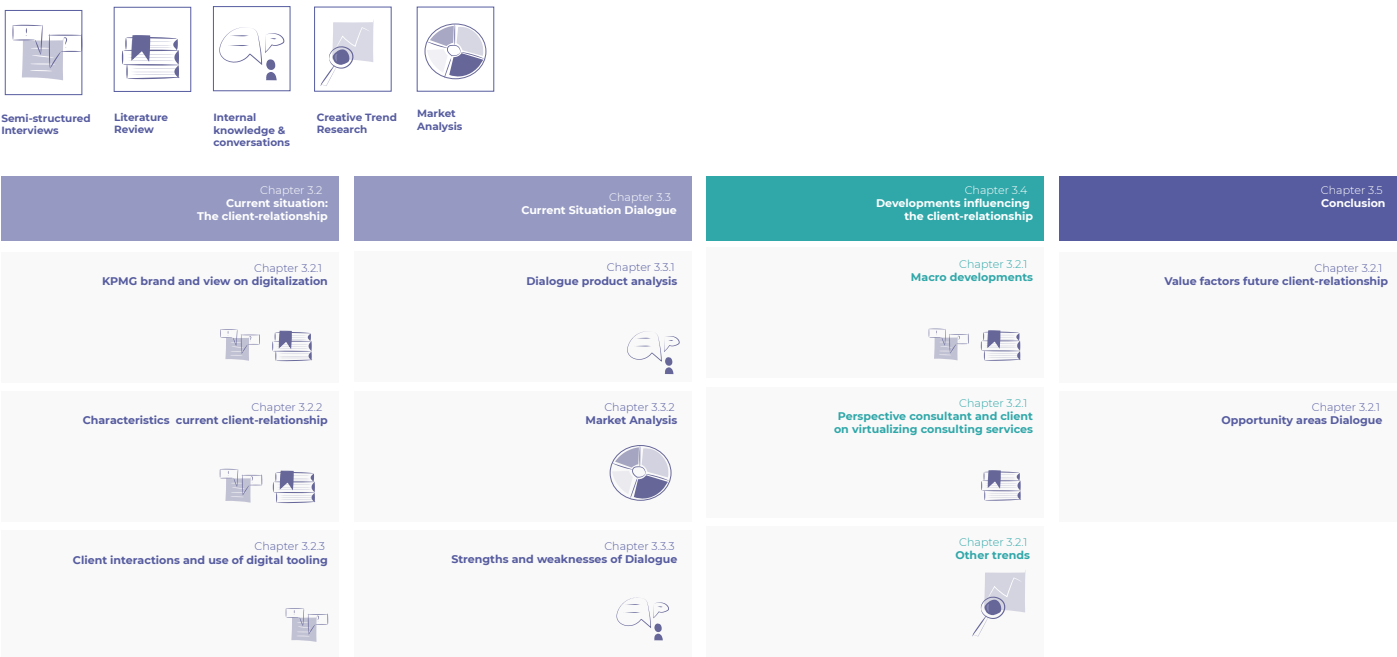 Semi-structured
Interviews
Literature
Review
Internal
knowledge &
conversations
Creative Trend
Research
Market
Analysis
Chapter 3.2
Current situation:
The client-relationship
Chapter 3.2.1
KPMG brand and view on digitalization
Chapter 3.2.2
Characteristics  current client-relationship
Chapter 3.2.3
Client interactions and use of digital tooling
Chapter 3.3
Current Situation Dialogue
Chapter 3.3.1
Dialogue product analysis
Chapter 3.3.2
Market Analysis
Chapter 3.3.3
Strengths and weaknesses of Dialogue
Chapter 3.4
Developments influencing
the client-relationship
Chapter 3.2.1
Macro developments
Chapter 3.2.1
Perspective consultant and client
on virtualizing consulting services
Chapter 3.2.1
Other trends
Chapter 3.5
Conclusion
Chapter 3.2.1
Value factors future client-relationship
Chapter 3.2.1
Opportunity areas Dialogue